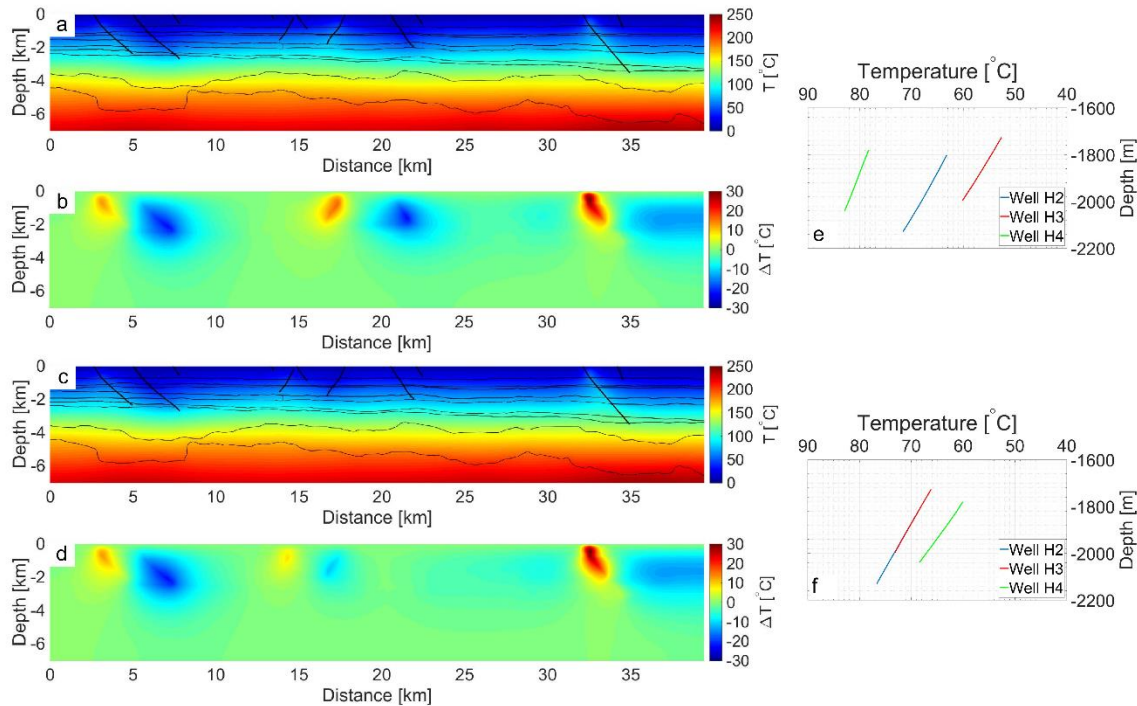 a
Depth [km]
0
-2
-4
-6
0 5 10 15 20 25 30 35
Distance [km]
250
200
150
100
50
0
T [°C]
b
Depth [km]
0
-2
-4
-6
0 5 10 15 20 25 30 35
Distance [km]
30
20
10
0
-10
-20
-30
ΔT [°C]
c
Depth [km]
0
-2
-4
-6
0 5 10 15 20 25 30 35
Distance [km]
250
200
150
100
50
0
T [°C]
d
Depth [km]
0
-2
-4
-6
0 5 10 15 20 25 30 35
Distance [km]
30
20
10
0
-10
-20
-30
ΔT [°C]
Temperature [°C]
90 80 70 60 50 40
-1600
-1800
-2000
-2200
Depth [m]
Well H2
Well H3
Well H4
e
Temperature [°C]
90 80 70 60 50 40
-1600
-1800
-2000
-2200
Depth [m]
Well H2
Well H3
Well H4
f